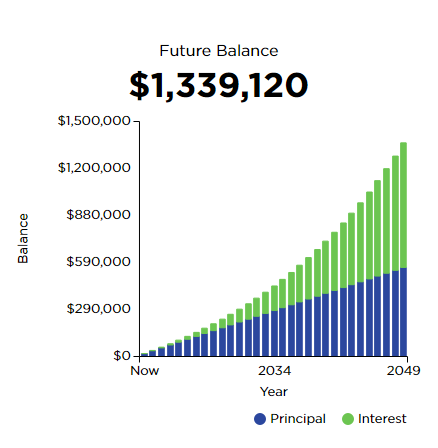 Future Balance
$1,339,120
$1,500,000
$1,200,000
$880,000
$590,000
$290,000
$0
Balance
Now 2034 2049
Year
Principal Interest